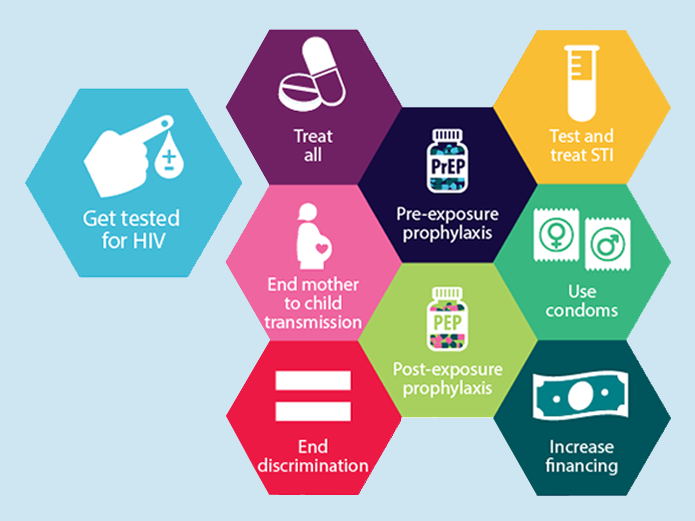 Get tested
for HIV
Treat
all
PrEP
Pre-exposure
prophylaxis
Test and
treat STI
End mother
to child
transmission
PEP
Post-exposure
prophylaxis
Use
condoms
End
discrimination
Increase
financing